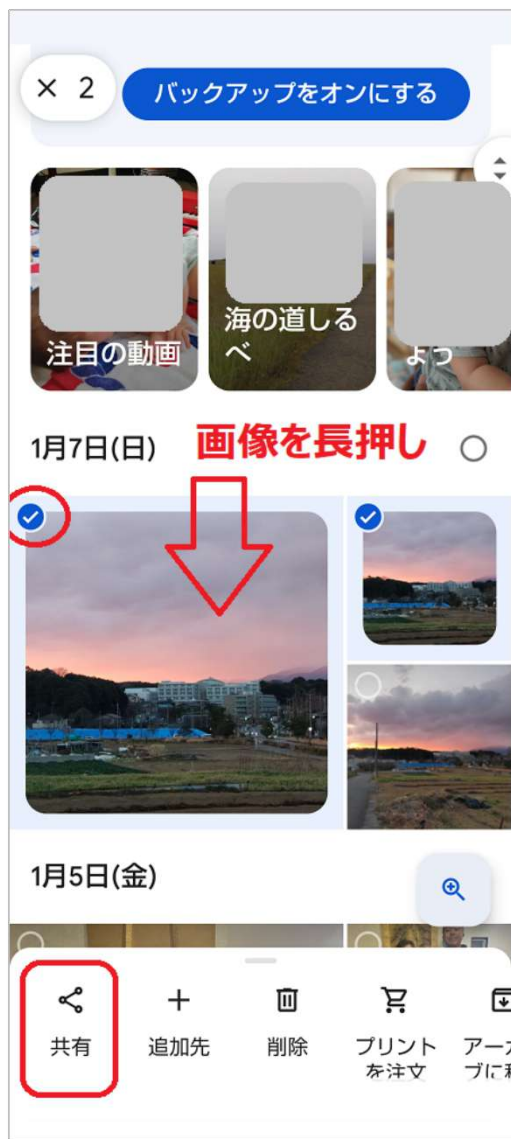 × 2
バックアップをオンにする
注目の動画
海の道しる
べ
1月7日(日)
画像を長押し
1月5日(金)
共有
追加先
削除
プリント
を注文